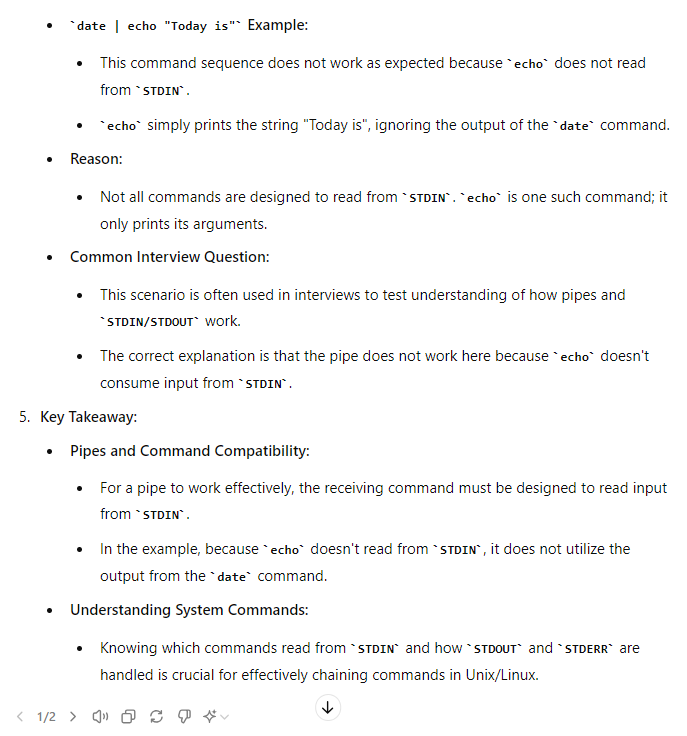 • `date | echo "Today is"` Example:
• This command sequence does not work as expected because `echo` does not read
from `STDIN`.
• `echo` simply prints the string "Today is", ignoring the output of the `date` command.
• Reason:
• Not all commands are designed to read from `STDIN`. `echo` is one such command; it
only prints its arguments.
• Common Interview Question:
• This scenario is often used in interviews to test understanding of how pipes and
`STDIN/STDOUT` work.
• The correct explanation is that the pipe does not work here because `echo` doesn't
consume input from `STDIN`.
5. Key Takeaway:
• Pipes and Command Compatibility:
• For a pipe to work effectively, the receiving command must be designed to read input
from `STDIN`.
• In the example, because `echo` doesn't read from `STDIN`, it does not utilize the
output from the `date` command.
• Understanding System Commands:
• Knowing which commands read from `STDIN` and how `STDOUT` and `STDERR` are
handled is crucial for effectively chaining commands in Unix/Linux.
1/2